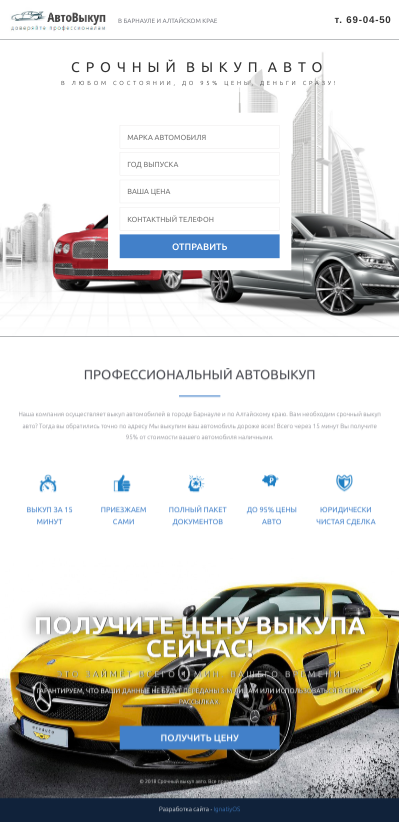 АвтоВыкуп
доверяйте профессионалам
В БАРНАУЛЕ И АЛТАЙСКОМ КРАЕ
т. 69-04-50
СРОЧНЫЙ ВЫКУП АВТО
В ЛЮБОМ СОСТОЯНИИ, ДО 95% ЦЕНЫ, ДЕНЬГИ СРАЗУ!
МАРКА АВТОМОБИЛЯ
ГОД ВЫПУСКА
ВАША ЦЕНА
КОНТАКТНЫЙ ТЕЛЕФОН
ОТПРАВИТЬ
ПРОФЕССИОНАЛЬНЫЙ АВТОВЫКУП
Наша компания осуществляет выкуп автомобилей в городе Барнауле и по Алтайскому краю. Вам необходим срочный выкуп
авто? Тогда вы обратились точно по адресу Мы выкупим ваш автомобиль дороже всех! Всего через 15 минут Вы получите
95% от стоимости вашего автомобиля наличными.
ВЫКУП ЗА 15
МИНУТ
ПРИЕЗЖАЕМ
САМИ
ПОЛНЫЙ ПАКЕТ
ДОКУМЕНТОВ
ДО 95% ЦЕНЫ
АВТО
ЮРИДИЧЕСКИ
ЧИСТАЯ СДЕЛКА
ПОЛУЧИТЕ ЦЕНУ ВЫКУПА
СЕЙЧАС!
ЭТО ЗАЙМЁТ ВСЕГО 1 МИН. ВАШЕГО ВРЕМЕНИ
ГАРАНТИРУЕМ, ЧТО ВАШИ ДАННЫЕ НЕ БУДУТ ПЕРЕДАНЫ 3-М ЛИЦАМ ИЛИ ИСПОЛЬЗОВАТЬСЯ В СПАМ
РАССЫЛКАХ
ПОЛУЧИТЬ ЦЕНУ
© 2018 Срочный выкуп авто. Все права
Разработка сайта -